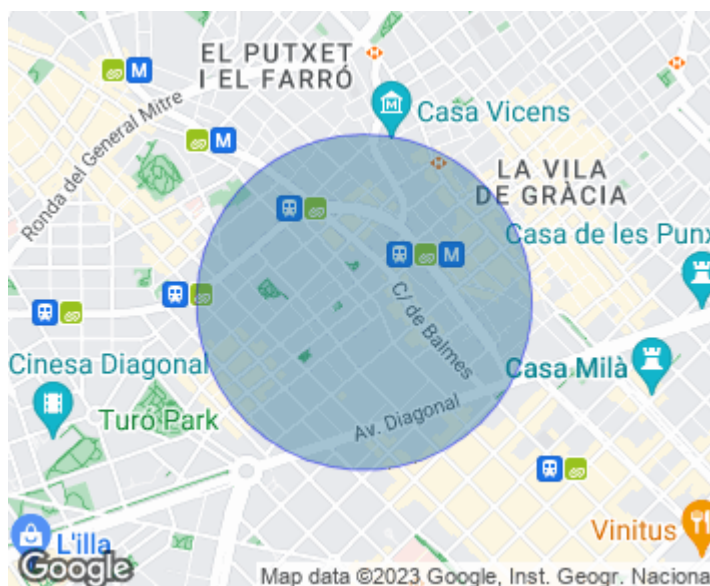 EL PUTXET
I EL FARRÓ
M
Casa Vicens
M
Ronda del General Mitre
LA VILA
DE GRÀCIA
Casa de les Punx
M
C/ de Balmes
Cinesa Diagonal
Casa Milà
Turó Park
Av. Diagonal
L'illa
Vinitus
Google
Map data ©2023 Google, Inst. Geogr. Naciona